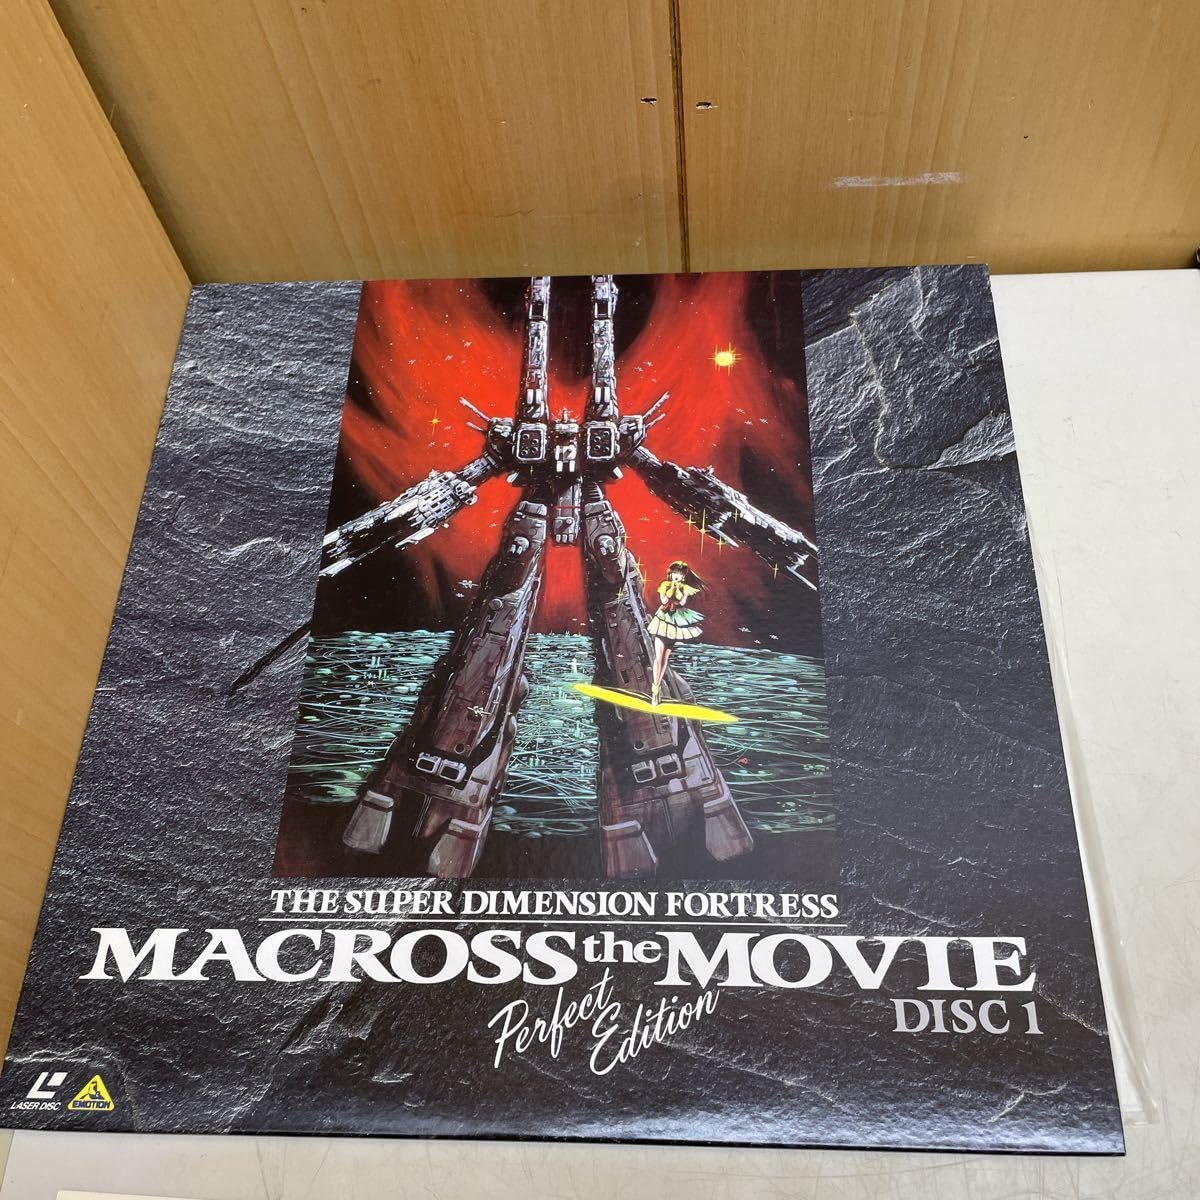 THE SUPER DIMENSION FORTRESS
MACROSS the MOVIE
Perfect Edition
DISC 1
LASER DISC
EMOTION